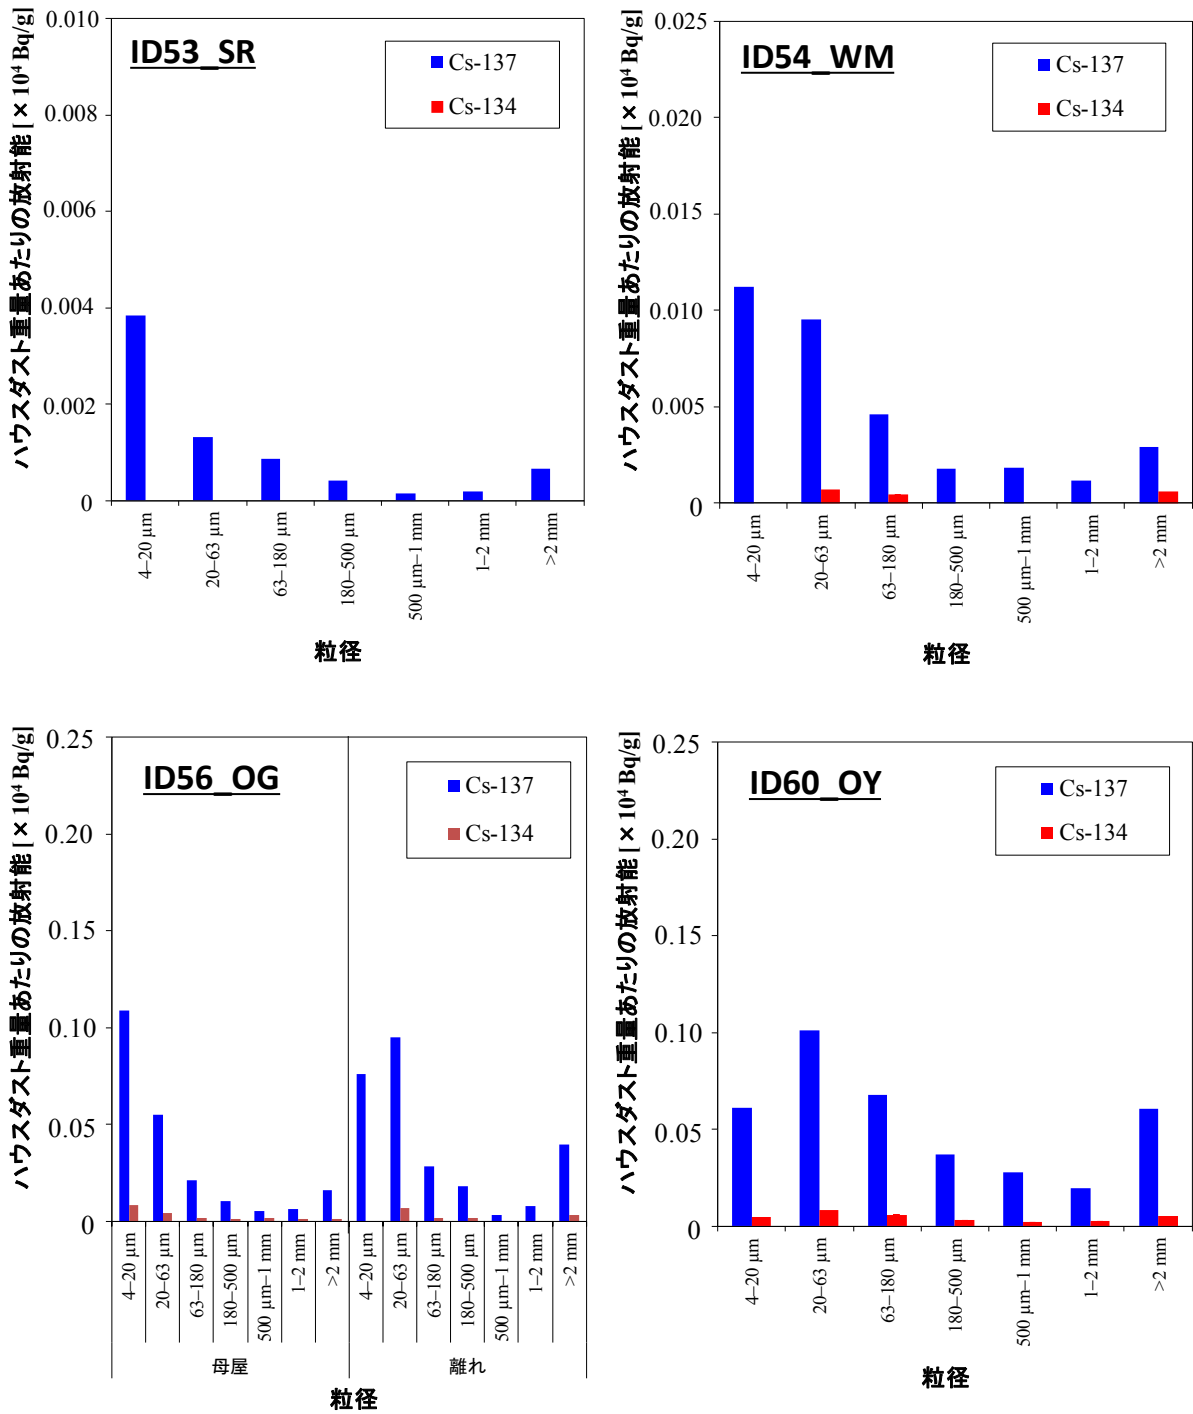 ID53_SR
Cs-137
Cs-134
ハウスダスト重量あたりの放射能 [×10⁴ Bq/g]
0.010
0.008
0.006
0.004
0.002
0
4–20 µm
20–63 µm
63–180 µm
180–500 µm
500 µm–1 mm
1–2 mm
>2 mm
粒径
ID54_WM
Cs-137
Cs-134
ハウスダスト重量あたりの放射能 [×10⁴ Bq/g]
0.025
0.020
0.015
0.010
0.005
0
4–20 µm
20–63 µm
63–180 µm
180–500 µm
500 µm–1 mm
1–2 mm
>2 mm
粒径
ID56_OG
Cs-137
Cs-134
ハウスダスト重量あたりの放射能 [×10⁴ Bq/g]
0.25
0.20
0.15
0.10
0.05
0
4–20 µm
20–63 µm
63–180 µm
180–500 µm
500 µm–1 mm
1–2 mm
>2 mm
4–20 µm
20–63 µm
63–180 µm
180–500 µm
500 µm–1 mm
1–2 mm
>2 mm
母屋
離れ
粒径
ID60_OY
Cs-137
Cs-134
ハウスダスト重量あたりの放射能 [×10⁴ Bq/g]
0.25
0.20
0.15
0.10
0.05
0
4–20 µm
20–63 µm
63–180 µm
180–500 µm
500 µm–1 mm
1–2 mm
>2 mm
粒径